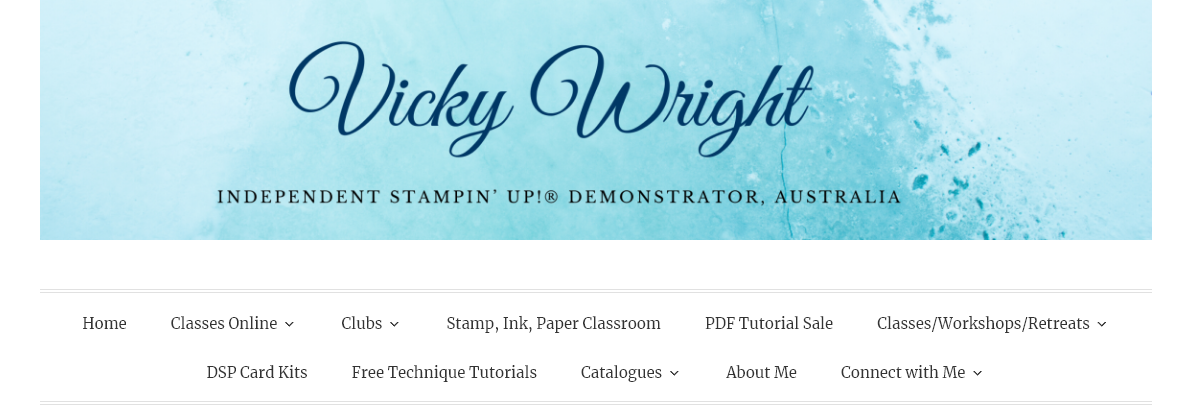 Vicky Wright
INDEPENDENT STAMPIN’ UP!® DEMONSTRATOR, AUSTRALIA
Home Classes Online Clubs Stamp, Ink, Paper Classroom PDF Tutorial Sale Classes/Workshops/Retreats
DSP Card Kits Free Technique Tutorials Catalogues About Me Connect with Me